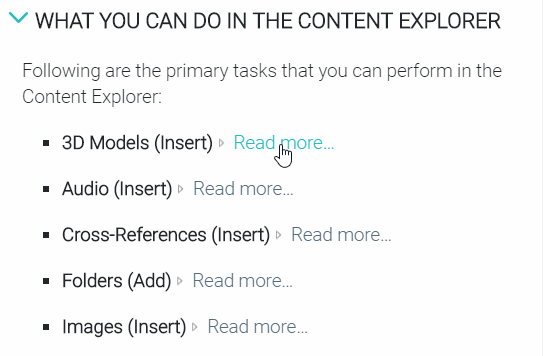 WHAT YOU CAN DO IN THE CONTENT EXPLORER
Following are the primary tasks that you can perform in the
Content Explorer:
3D Models (Insert) Read more...
Audio (Insert) Read more...
Cross-References (Insert) Read more...
Folders (Add) Read more...
Images (Insert) Read more...